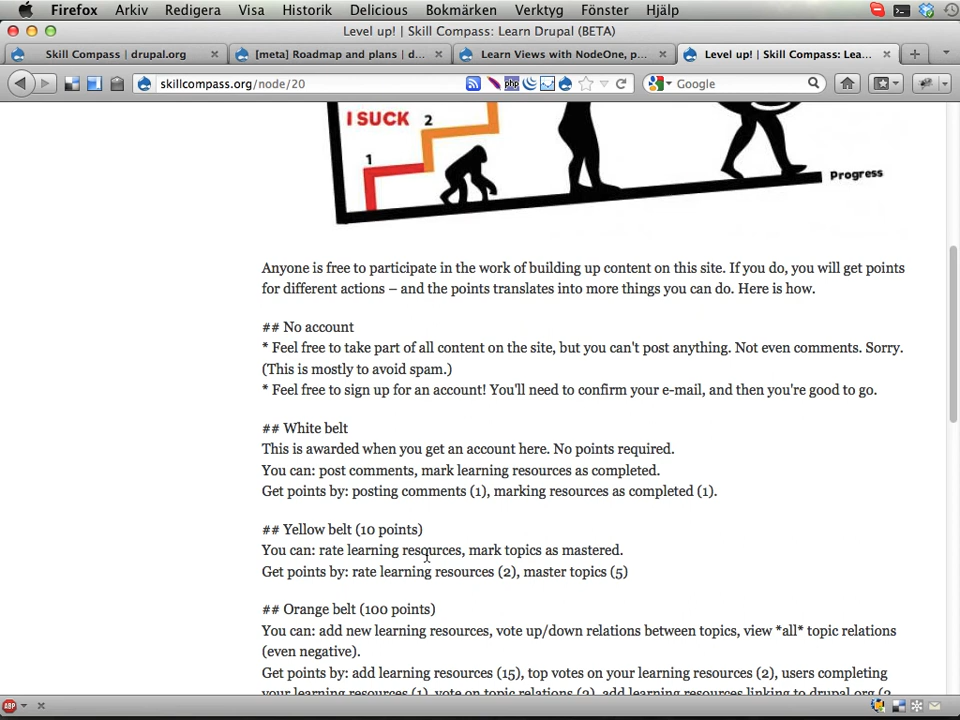 Firefox Arkiv Redigera Visa Historik Delicious Bokmärken Verktyg Fönster Hjälp
Level up! | Skill Compass: Learn Drupal (BETA)
Skill Compass | drupal.org [meta] Roadmap and plans | d... Learn Views with NodeOne, p... Level up! | Skill Compass: Lea...
skillcompass.org/node/20 php Google
I SUCK
2
1
Progress
Anyone is free to participate in the work of building up content on this site. If you do, you will get points
for different actions – and the points translates into more things you can do. Here is how.
## No account
* Feel free to take part of all content on the site, but you can't post anything. Not even comments. Sorry.
(This is mostly to avoid spam.)
* Feel free to sign up for an account! You'll need to confirm your e-mail, and then you're good to go.
## White belt
This is awarded when you get an account here. No points required.
You can: post comments, mark learning resources as completed.
Get points by: posting comments (1), marking resources as completed (1).
## Yellow belt (10 points)
You can: rate learning resources, mark topics as mastered.
Get points by: rate learning resources (2), master topics (5)
## Orange belt (100 points)
You can: add new learning resources, vote up/down relations between topics, view *all* topic relations
(even negative).
Get points by: add learning resources (15), top votes on your learning resources (2), users completing
your learning resources (1), vote on topic relations (2), add learning resources linking to drupal.org (2
ABP